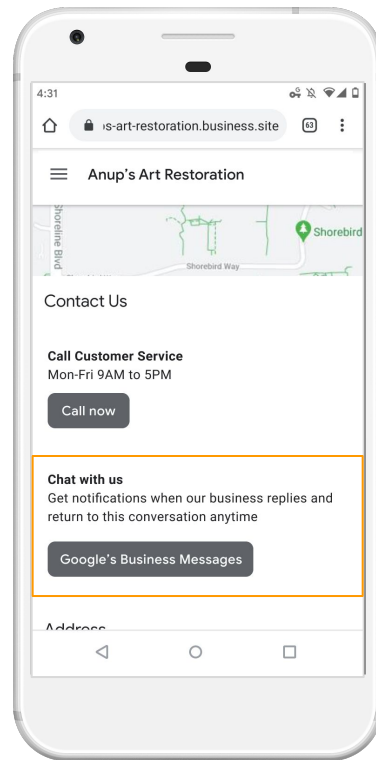 4:31
ıs-art-restoration.business.site
63
Anup's Art Restoration
Shoreline Blvd
Shorebird
Shorebird Way
Contact Us
Call Customer Service
Mon-Fri 9AM to 5PM
Call now
Chat with us
Get notifications when our business replies and
return to this conversation anytime
Google's Business Messages
Address